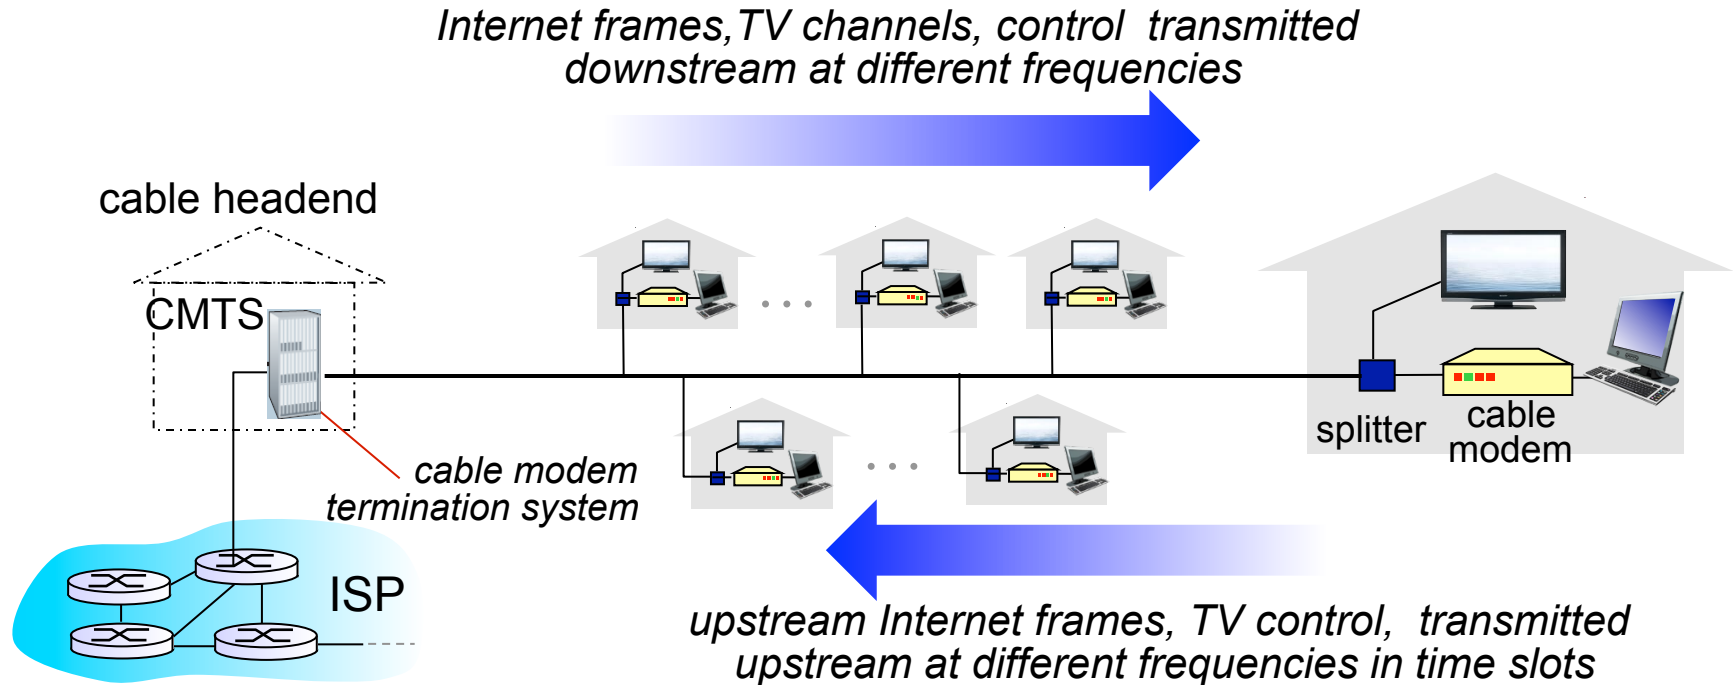 Internet frames, TV channels, control transmitted
downstream at different frequencies
cable headend
CMTS
splitter
cable
modem
cable modem
termination system
ISP
upstream Internet frames, TV control, transmitted
upstream at different frequencies in time slots